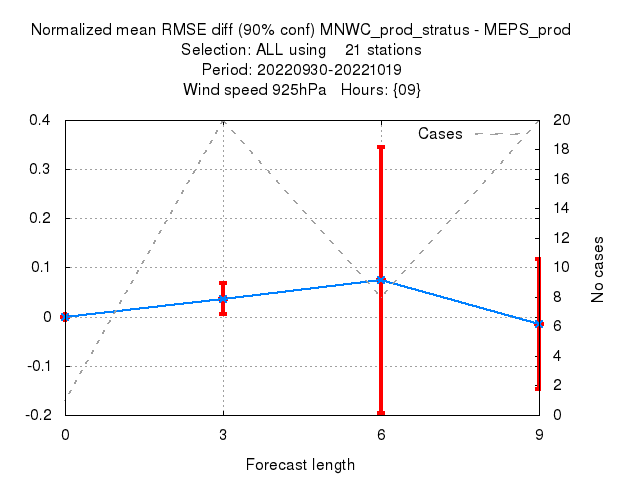 Normalized mean RMSE diff (90% conf) MNWC_prod_stratus - MEPS_prod
Selection: ALL using 21 stations
Period: 20220930-20221019
Wind speed 925hPa Hours: {09}
Cases
0.4
0.3
0.2
0.1
0
-0.1
-0.2
20
18
16
14
12
10
8
6
4
2
0
No cases
0 3 6 9
Forecast length